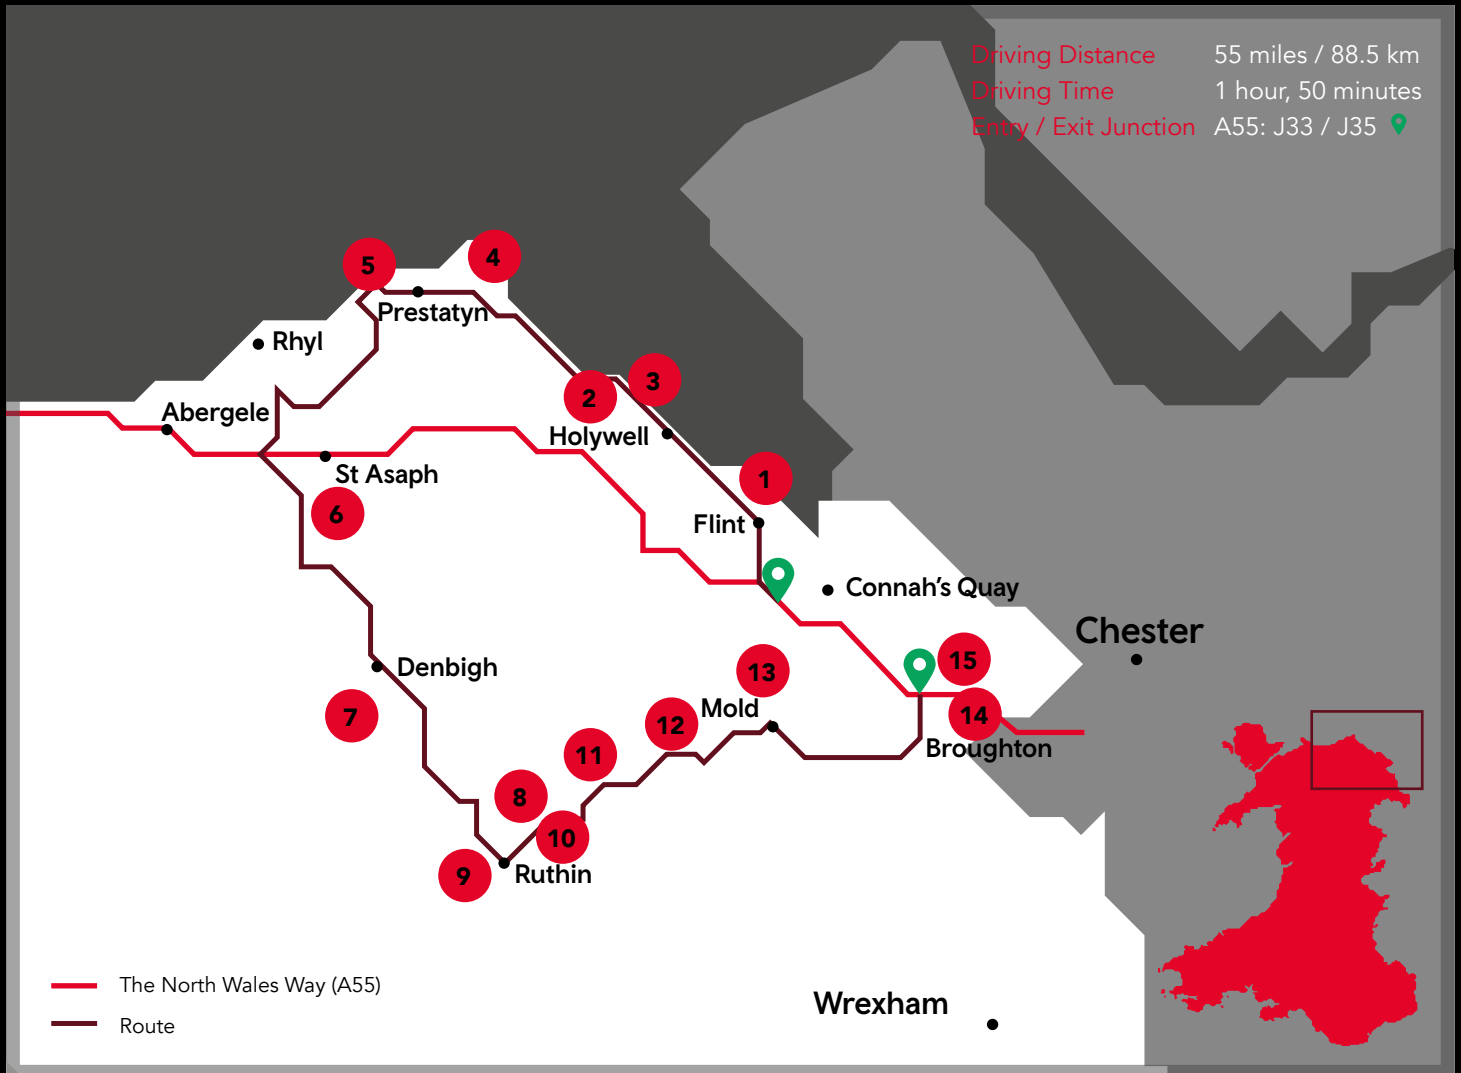 Driving Distance 55 miles / 88.5 km
Driving Time 1 hour, 50 minutes
Entry / Exit Junction A55: J33 / J35
4
5
Prestatyn
Rhyl
3
2
Abergele
Holywell
St Asaph
1
6
Flint
Connah's Quay
Chester
15
Denbigh
13
7
Mold
14
12
Broughton
11
8
10
9
Ruthin
The North Wales Way (A55)
Route
Wrexham